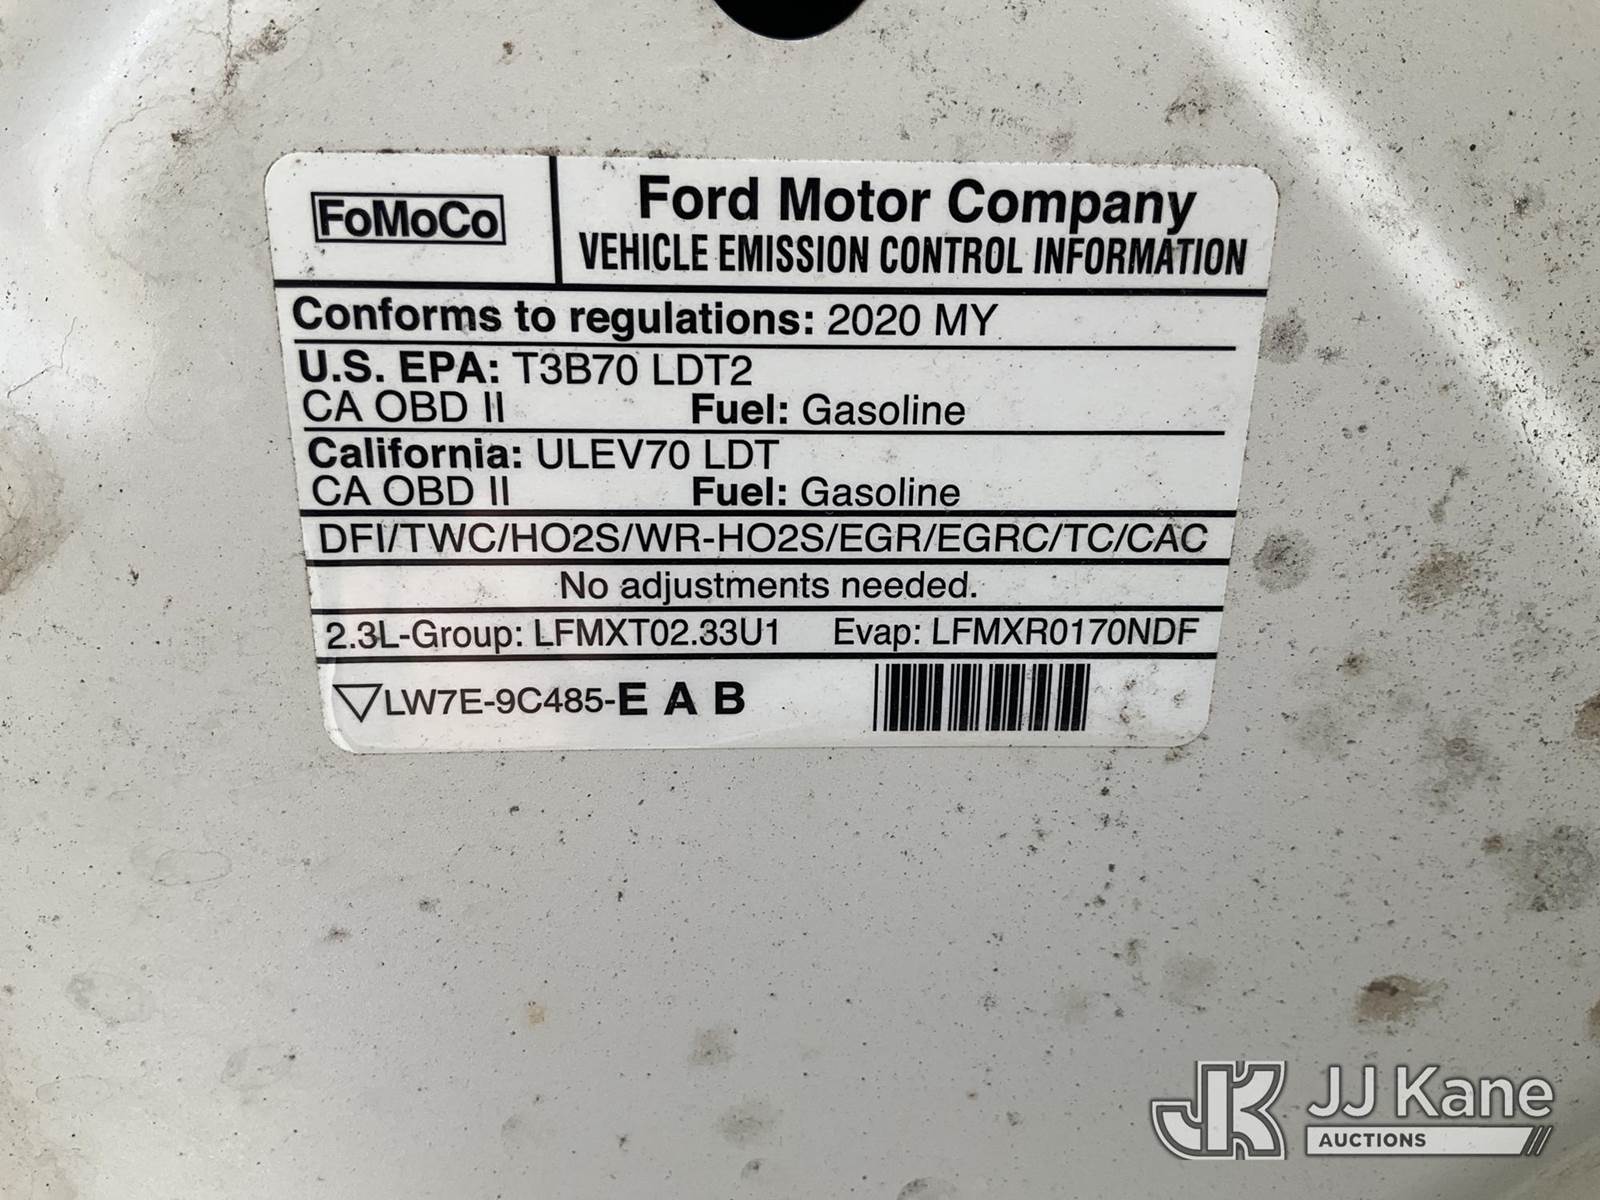 FoMoCo
Ford Motor Company
VEHICLE EMISSION CONTROL INFORMATION
Conforms to regulations: 2020 MY
U.S. EPA: T3B70 LDT2
CA OBD II Fuel: Gasoline
California: ULEV70 LDT
CA OBD II Fuel: Gasoline
DFI/TWC/HO2S/WR-HO2S/EGR/EGRC/TC/CAC
No adjustments needed.
2.3L-Group: LFMXT02.33U1 Evap: LFMXR0170NDF
LW7E-9C485-E A B
JK JJ Kane
AUCTIONS